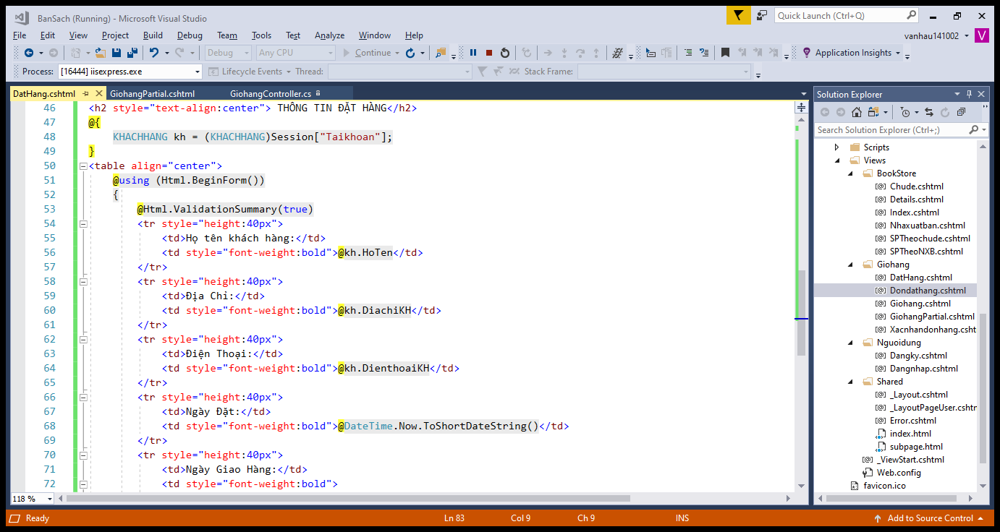 BanSach (Running) - Microsoft Visual Studio
Quick Launch (Ctrl+Q)
File Edit View Project Build Debug Team Tools Test Analyze Window Help
vanhau141002 V
Debug Any CPU Continue Application Insights
Process: [16444] iisexpress.exe Lifecycle Events Thread: Stack Frame:
DatHang.cshtml GiohangPartial.cshtml GiohangController.cs
46 <h2 style="text-align:center"> THÔNG TIN ĐẶT HÀNG</h2>
47 @{
48 KHACHHANG kh = (KHACHHANG)Session["Taikhoan"];
49 }
50 <table align="center">
51 @using (Html.BeginForm())
52 {
53 @Html.ValidationSummary(true)
54 <tr style="height:40px">
55 <td>Họ tên khách hàng:</td>
56 <td style="font-weight:bold">@kh.HoTen</td>
57 </tr>
58 <tr style="height:40px">
59 <td>Địa Chỉ:</td>
60 <td style="font-weight:bold">@kh.DiachiKH</td>
61 </tr>
62 <tr style="height:40px">
63 <td>Điện Thoại:</td>
64 <td style="font-weight:bold">@kh.DienthoaiKH</td>
65 </tr>
66 <tr style="height:40px">
67 <td>Ngày Đặt:</td>
68 <td style="font-weight:bold">@DateTime.Now.ToShortDateString()</td>
69 </tr>
70 <tr style="height:40px">
71 <td>Ngày Giao Hàng:</td>
72 <td style="font-weight:bold">
118 %
Solution Explorer
Search Solution Explorer (Ctrl+;)
Scripts
Views
BookStore
Chude.cshtml
Details.cshtml
Index.cshtml
Nhaxuatban.cshtml
SPTheochude.cshtml
SPTheoNXB.cshtml
Giohang
DatHang.cshtml
Dondathang.cshtml
Giohang.cshtml
GiohangPartial.cshtml
Xacnhandonhang.csht
Nguoidung
Dangky.cshtml
Dangnhap.cshtml
Shared
_Layout.cshtml
_LayoutPageUser.cshtr
Error.cshtml
index.html
subpage.html
_ViewStart.cshtml
Web.config
favicon.ico
Ready Ln 83 Col 9 Ch 9 INS Add to Source Control